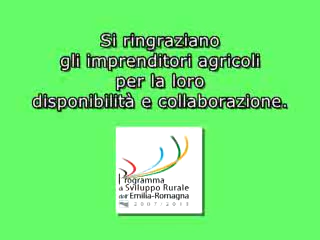 Si ringraziano
gli imprenditori agricoli
per la loro
disponibilità e collaborazione.
Programma
di Sviluppo Rurale
dell'Emilia-Romagna
2007/2013